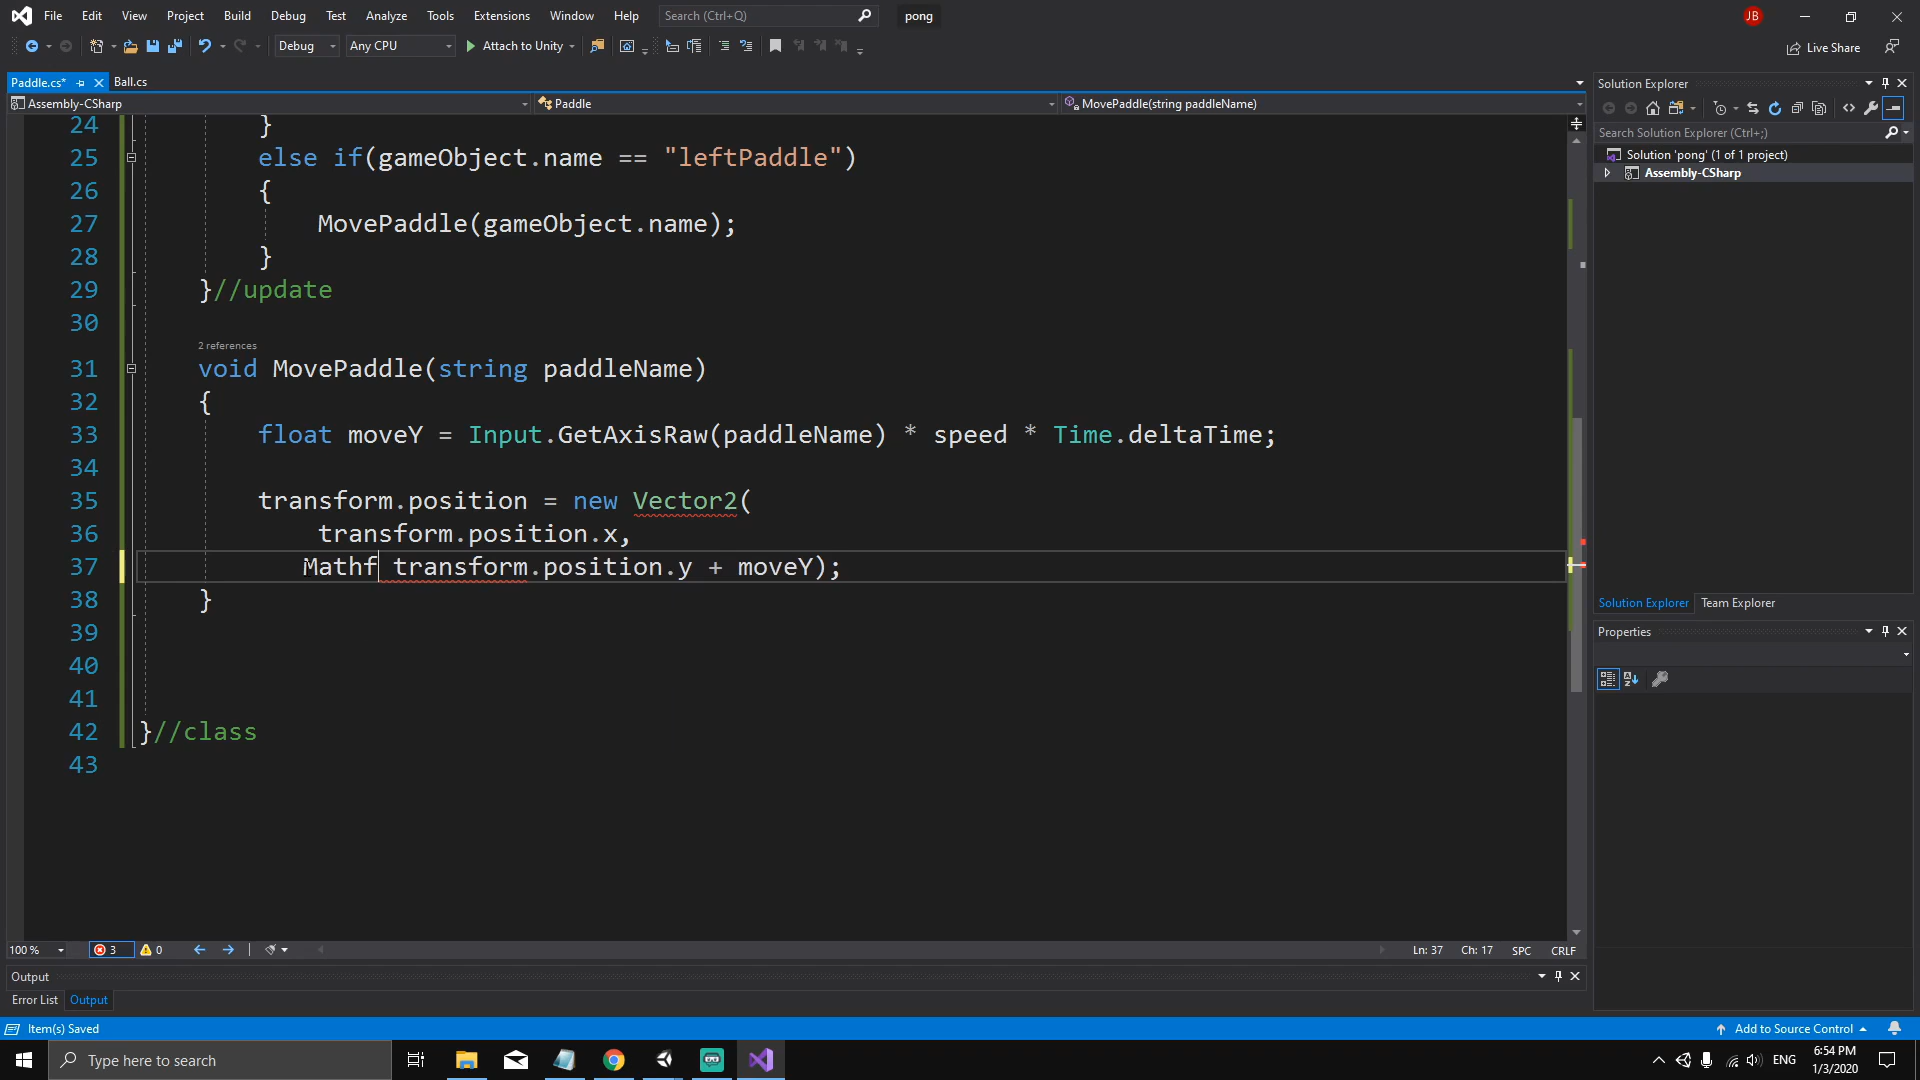 File Edit View Project Build Debug Test Analyze Tools Extensions Window Help Search (Ctrl+Q) pong JB
Debug Any CPU Attach to Unity Live Share
Paddle.cs* Ball.cs
Assembly-CSharp Paddle MovePaddle(string paddleName)
24 }
25 else if(gameObject.name == "leftPaddle")
26 {
27 MovePaddle(gameObject.name);
28 }
29 }//update
30
2 references
31 void MovePaddle(string paddleName)
32 {
33 float moveY = Input.GetAxisRaw(paddleName) * speed * Time.deltaTime;
34
35 transform.position = new Vector2(
36 transform.position.x,
37 Mathf transform.position.y + moveY);
38 }
39
40
41
42 }//class
43
100 % 3 0 Ln: 37 Ch: 17 SPC CRLF
Output
Error List Output
Item(s) Saved Add to Source Control
Solution Explorer
Search Solution Explorer (Ctrl+;)
Solution 'pong' (1 of 1 project)
Assembly-CSharp
Solution Explorer Team Explorer
Properties
Type here to search ENG 6:54 PM
1/3/2020